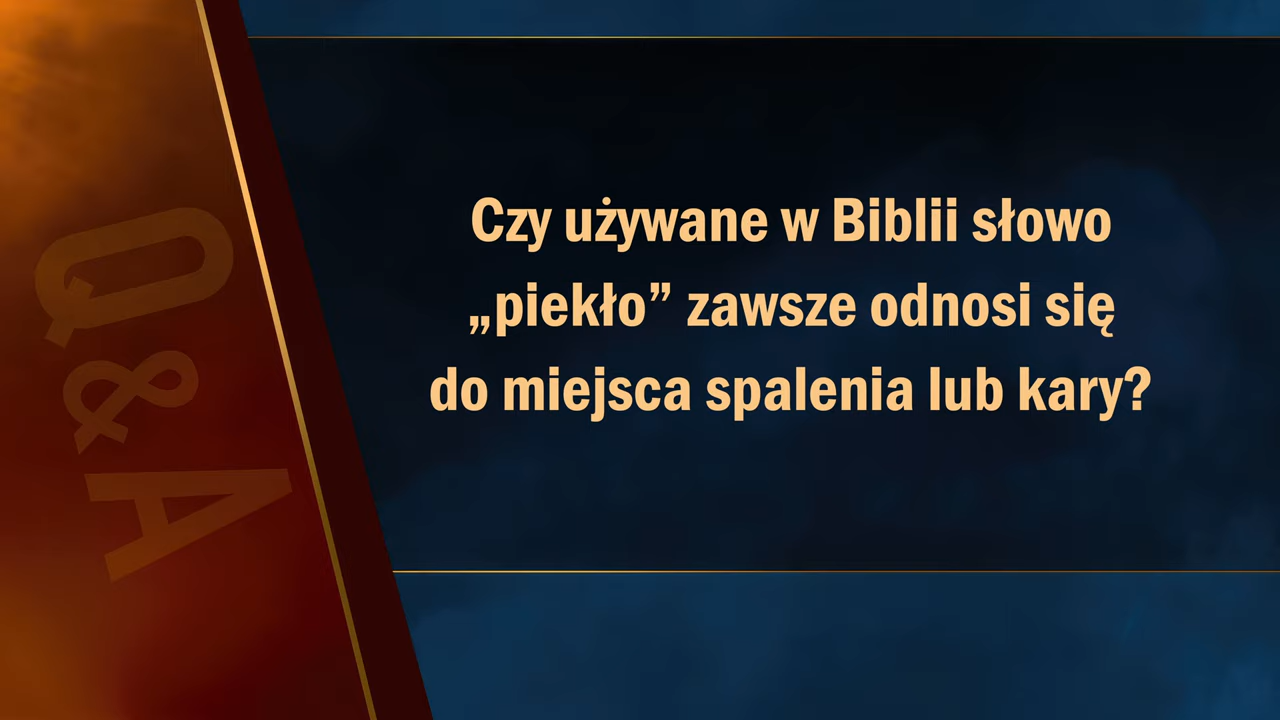 Q & A
Czy używane w Biblii słowo
„piekło” zawsze odnosi się
do miejsca spalenia lub kary?